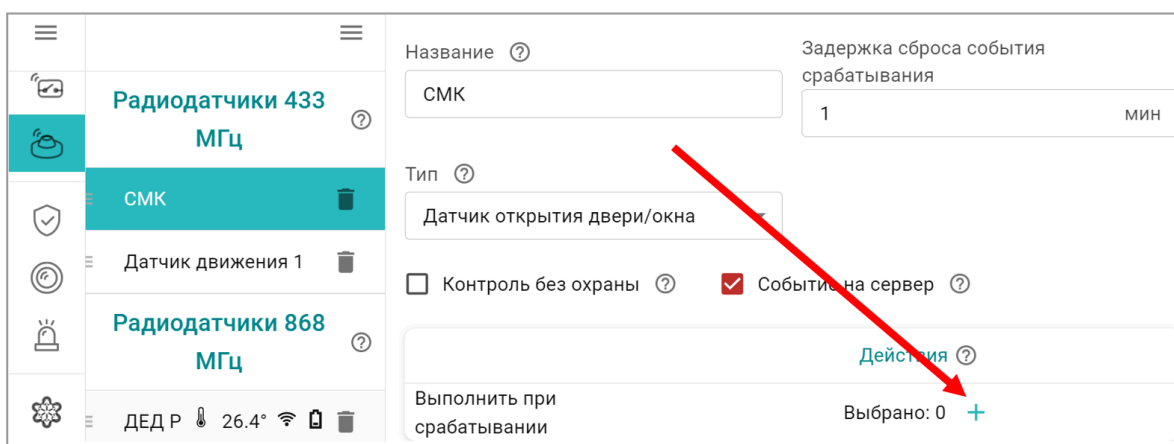 Радиодатчики 433
МГц
СМК
Датчик движения 1
Радиодатчики 868
МГц
ДЕД Р 26.4°
Название
СМК
Задержка сброса события
срабатывания
1 мин
Тип
Датчик открытия двери/окна
Контроль без охраны
Событие на сервер
Действия
Выполнить при
срабатывании
Выбрано: 0 +